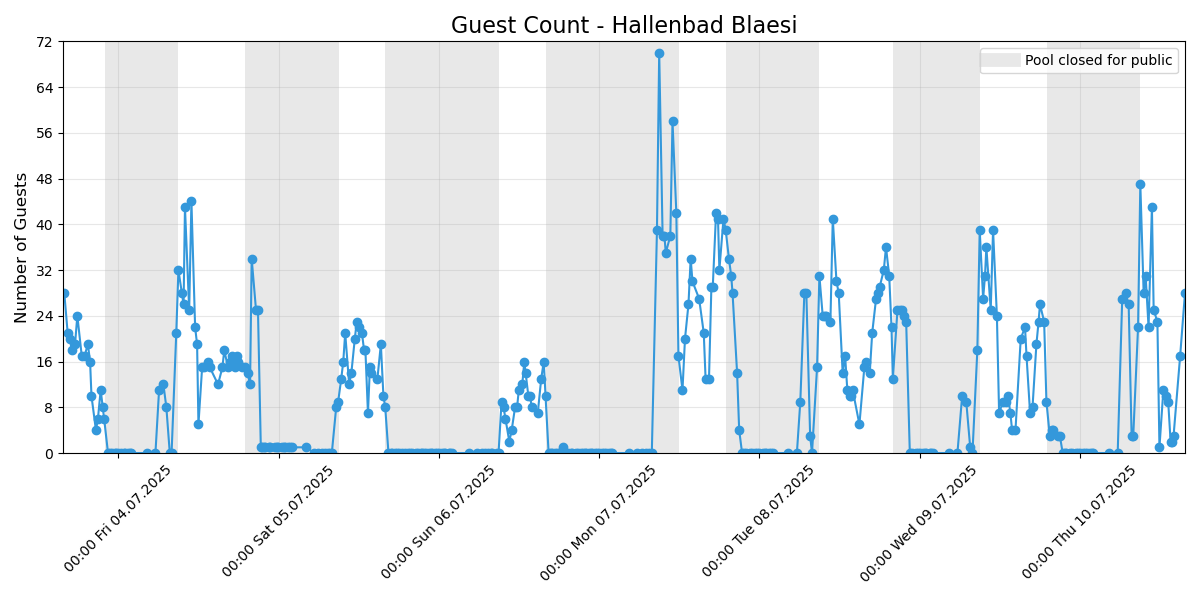 Guest Count - Hallenbad Blaesi
Pool closed for public
Number of Guests
72
64
56
48
40
32
24
16
8
0
00:00 Fri 04.07.2025
00:00 Sat 05.07.2025
00:00 Sun 06.07.2025
00:00 Mon 07.07.2025
00:00 Tue 08.07.2025
00:00 Wed 09.07.2025
00:00 Thu 10.07.2025